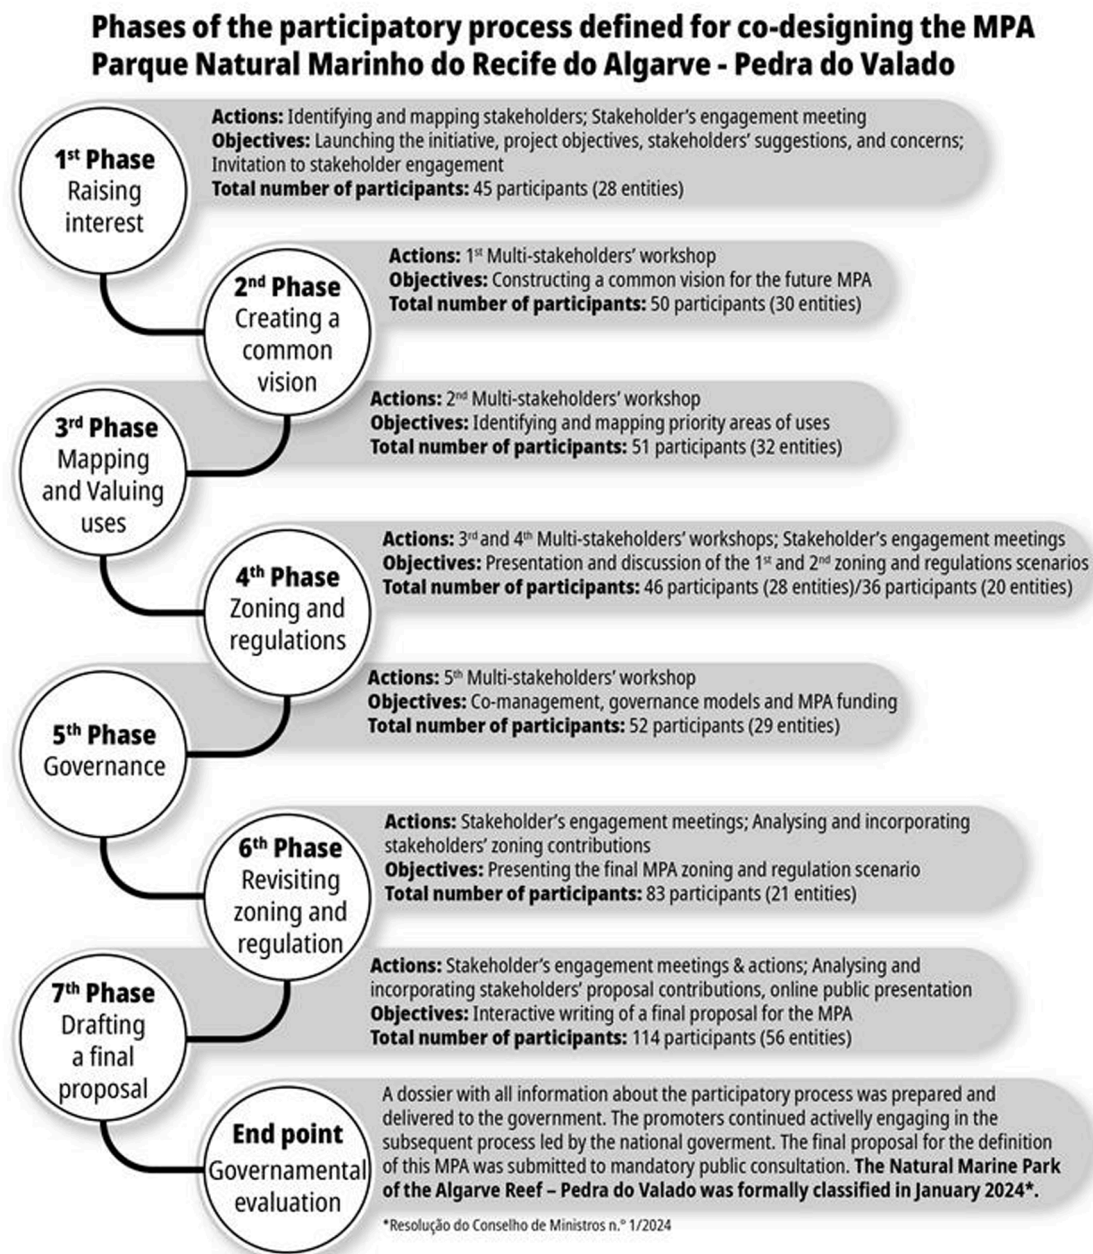 Phases of the participatory process defined for co-designing the MPA
Parque Natural Marinho do Recife do Algarve - Pedra do Valado
1st Phase
Raising
interest
Actions: Identifying and mapping stakeholders; Stakeholder's engagement meeting
Objectives: Launching the initiative, project objectives, stakeholders' suggestions, and concerns;
Invitation to stakeholder engagement
Total number of participants: 45 participants (28 entities)
2nd Phase
Creating a
common
vision
Actions: 1st Multi-stakeholders' workshop
Objectives: Constructing a common vision for the future MPA
Total number of participants: 50 participants (30 entities)
3rd Phase
Mapping
and Valuing
uses
Actions: 2nd Multi-stakeholders' workshop
Objectives: Identifying and mapping priority areas of uses
Total number of participants: 51 participants (32 entities)
4th Phase
Zoning and
regulations
Actions: 3rd and 4th Multi-stakeholders' workshops; Stakeholder's engagement meetings
Objectives: Presentation and discussion of the 1st and 2nd zoning and regulations scenarios
Total number of participants: 46 participants (28 entities)/36 participants (20 entities)
5th Phase
Governance
Actions: 5th Multi-stakeholders' workshop
Objectives: Co-management, governance models and MPA funding
Total number of participants: 52 participants (29 entities)
6th Phase
Revisiting
zoning and
regulation
Actions: Stakeholder's engagement meetings; Analysing and incorporating
stakeholders' zoning contributions
Objectives: Presenting the final MPA zoning and regulation scenario
Total number of participants: 83 participants (21 entities)
7th Phase
Drafting
a final
proposal
Actions: Stakeholder's engagement meetings & actions; Analysing and
incorporating stakeholders' proposal contributions, online public presentation
Objectives: Interactive writing of a final proposal for the MPA
Total number of participants: 114 participants (56 entities)
End point
Governamental
evaluation
A dossier with all information about the participatory process was prepared and
delivered to the government. The promoters continued activelly engaging in the
subsequent process led by the national goverment. The final proposal for the definition
of this MPA was submitted to mandatory public consultation. The Natural Marine Park
of the Algarve Reef – Pedra do Valado was formally classified in January 2024*.
*Resolução do Conselho de Ministros n.º 1/2024